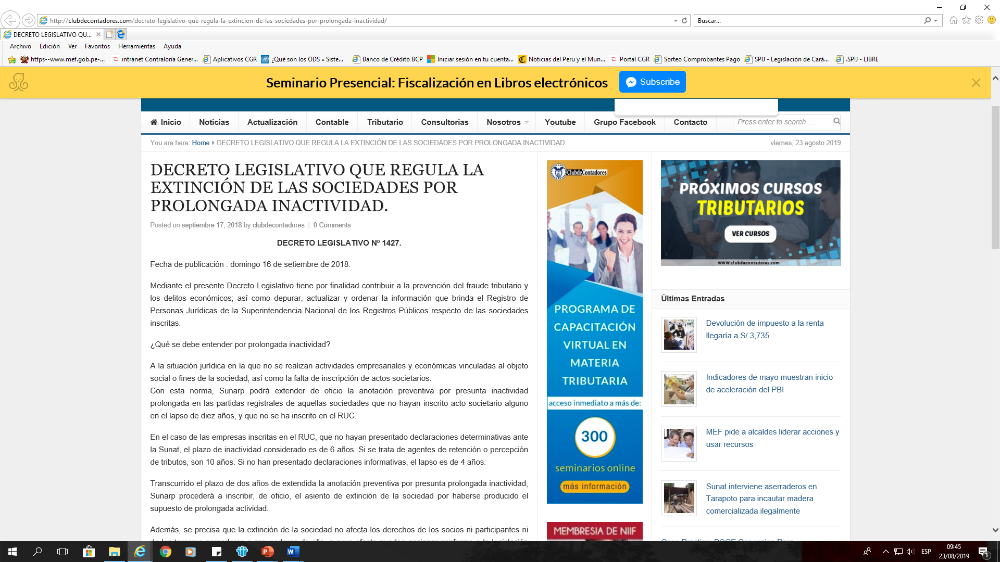 http://clubdecontadores.com/decreto-legislativo-que-regula-la-extincion-de-las-sociedades-por-prolongada-inactividad/
Buscar...
DECRETO LEGISLATIVO QU...
Archivo Edición Ver Favoritos Herramientas Ayuda
https--www.mef.gob.pe-... intranet Contraloría Gener... Aplicativos CGR ¿Qué son los ODS « Siste... Banco de Crédito BCP Iniciar sesión en tu cuenta... Noticias del Peru y el Mun... Portal CGR Sorteo Comprobantes Pago SPIJ - Legislación de Cará... .SPIJ - LIBRE
Seminario Presencial: Fiscalización en Libros electrónicos Subscribe
Inicio Noticias Actualización Contable Tributario Consultorias Nosotros Youtube Grupo Facebook Contacto Press enter to search ...
You are here: Home DECRETO LEGISLATIVO QUE REGULA LA EXTINCIÓN DE LAS SOCIEDADES POR PROLONGADA INACTIVIDAD. viernes, 23 agosto 2019
DECRETO LEGISLATIVO QUE REGULA LA
EXTINCIÓN DE LAS SOCIEDADES POR
PROLONGADA INACTIVIDAD.
Posted on septiembre 17, 2018 by clubdecontadores | 0 Comments
DECRETO LEGISLATIVO Nº 1427.
Fecha de publicación : domingo 16 de setiembre de 2018.
Mediante el presente Decreto Legislativo tiene por finalidad contribuir a la prevención del fraude tributario y
los delitos económicos; así como depurar, actualizar y ordenar la información que brinda el Registro de
Personas Jurídicas de la Superintendencia Nacional de los Registros Públicos respecto de las sociedades
inscritas.
¿Qué se debe entender por prolongada inactividad?
A la situación jurídica en la que no se realizan actividades empresariales y económicas vinculadas al objeto
social o fines de la sociedad, así como la falta de inscripción de actos societarios.
Con esta norma, Sunarp podrá extender de oficio la anotación preventiva por presunta inactividad
prolongada en las partidas registrales de aquellas sociedades que no hayan inscrito acto societario alguno
en el lapso de diez años, y que no se ha inscrito en el RUC.
En el caso de las empresas inscritas en el RUC, que no hayan presentado declaraciones determinativas ante
la Sunat, el plazo de inactividad considerado es de 6 años. Si se trata de agentes de retención o percepción
de tributos, son 10 años. Si no han presentado declaraciones informativas, el lapso es de 4 años.
Transcurrido el plazo de dos años de extendida la anotación preventiva por presunta prolongada inactividad,
Sunarp procederá a inscribir, de oficio, el asiento de extinción de la sociedad por haberse producido el
supuesto de prolongada actividad.
Además, se precisa que la extinción de la sociedad no afecta los derechos de los socios ni participantes ni
ClubdeContadores
PROGRAMA DE
CAPACITACIÓN
VIRTUAL EN
MATERIA
TRIBUTARIA
acceso inmediato a más de:
300
seminarios online
más información
MEMBRESIA DE NIIF
PRÓXIMOS CURSOS
TRIBUTARIOS
VER CURSOS
www.clubdecontadores.com
Últimas Entradas
Devolución de impuesto a la renta
llegaría a S/ 3,735
Indicadores de mayo muestran inicio
de aceleración del PBI
MEF pide a alcaldes liderar acciones y
usar recursos
Sunat interviene aserraderos en
Tarapoto para incautar madera
comercializada ilegalmente
ESP
09:45
23/08/2019
1